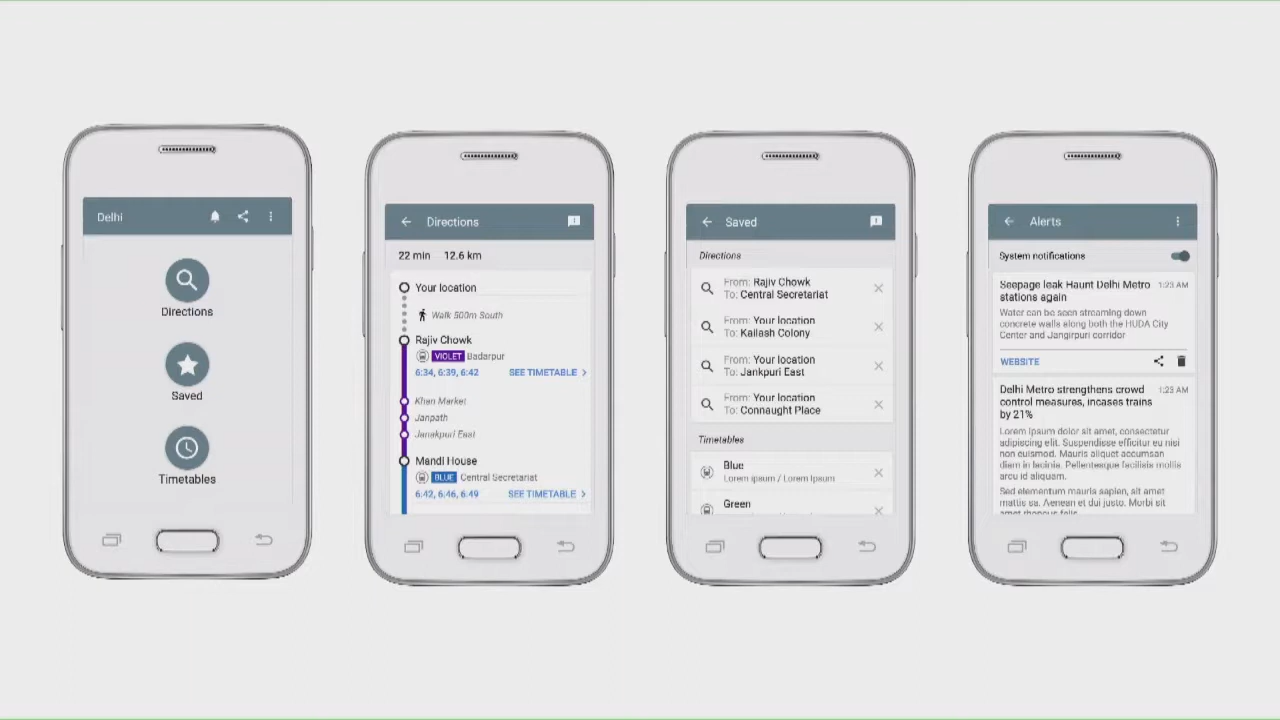 Delhi
Directions
Saved
Timetables
Directions
22 min 12.6 km
Your location
Walk 500m South
Rajiv Chowk
VIOLET Badarpur
6:34, 6:39, 6:42 SEE TIMETABLE
Khan Market
Janpath
Janakpuri East
Mandi House
BLUE Central Secretariat
6:42, 6:46, 6:49 SEE TIMETABLE
Saved
Directions
From: Rajiv Chowk
To: Central Secretariat
From: Your location
To: Kailash Colony
From: Your location
To: Jankpuri East
From: Your location
To: Connaught Place
Timetables
Blue
Lorem ipsum / Lorem Ipsum
Green
Alerts
System notifications
Seepage leak Haunt Delhi Metro 1:23 AM
stations again
Water can be seen streaming down
concrete walls along both the HUDA City
Center and Jangirpuri corridor
WEBSITE
Delhi Metro strengthens crowd 1:23 AM
control measures, incases trains
by 21%
Lorem ipsum dolor sit amet, consectetur
adipiscing elit. Suspendisse efficitur eu nisi
non euismod. Mauris aliquet accumsan
diam in lacinia. Pellentesque facilisis mollis
arcu id aliquam.
Sed elementum mauris sapien, sit amet
mattis sa. Aenean et dui justo. Morbi sit
amet rhoncus felis